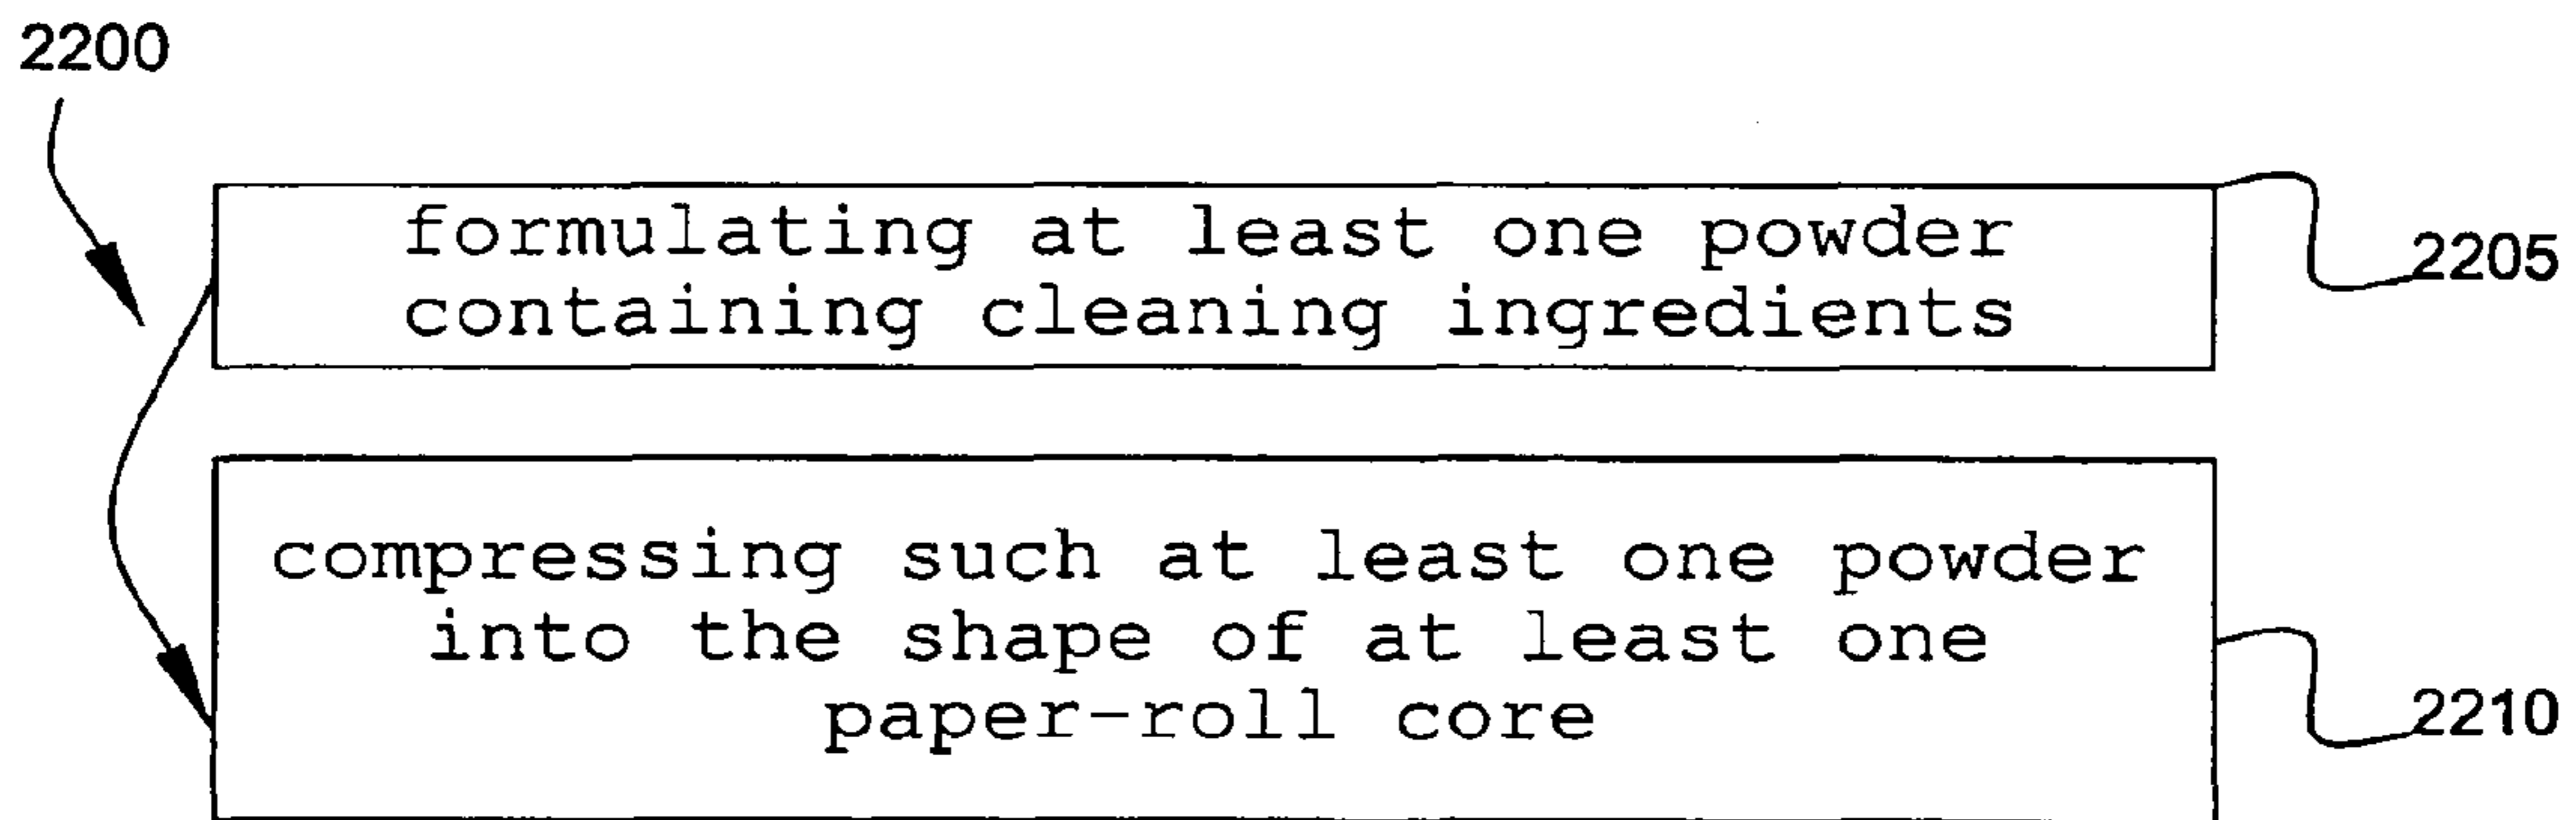 2200
formulating at least one powder
containing cleaning ingredients
2205
compressing such at least one powder
into the shape of at least one
paper-roll core
2210